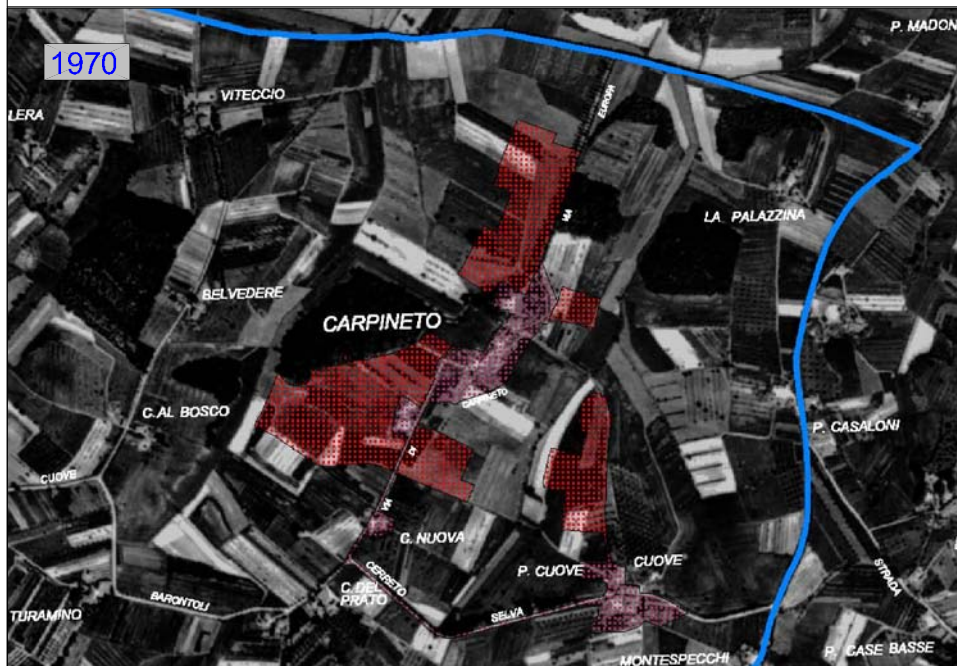 P. MADON
1970
VITECCIO
EUROPA
LERA
VIA
LA PALAZZINA
BELVEDERE
CARPINETO
CARPINETO
C. AL BOSCO
P. CASALONI
DI
CUOVE
VIA
C. NUOVA
P. CUOVE
CUOVE
CERRETO
STRADA
C. DEL
PRATO
BARONTOLI
SELVA
TURAMINO
P. CASE BASSE
MONTESPECCHI